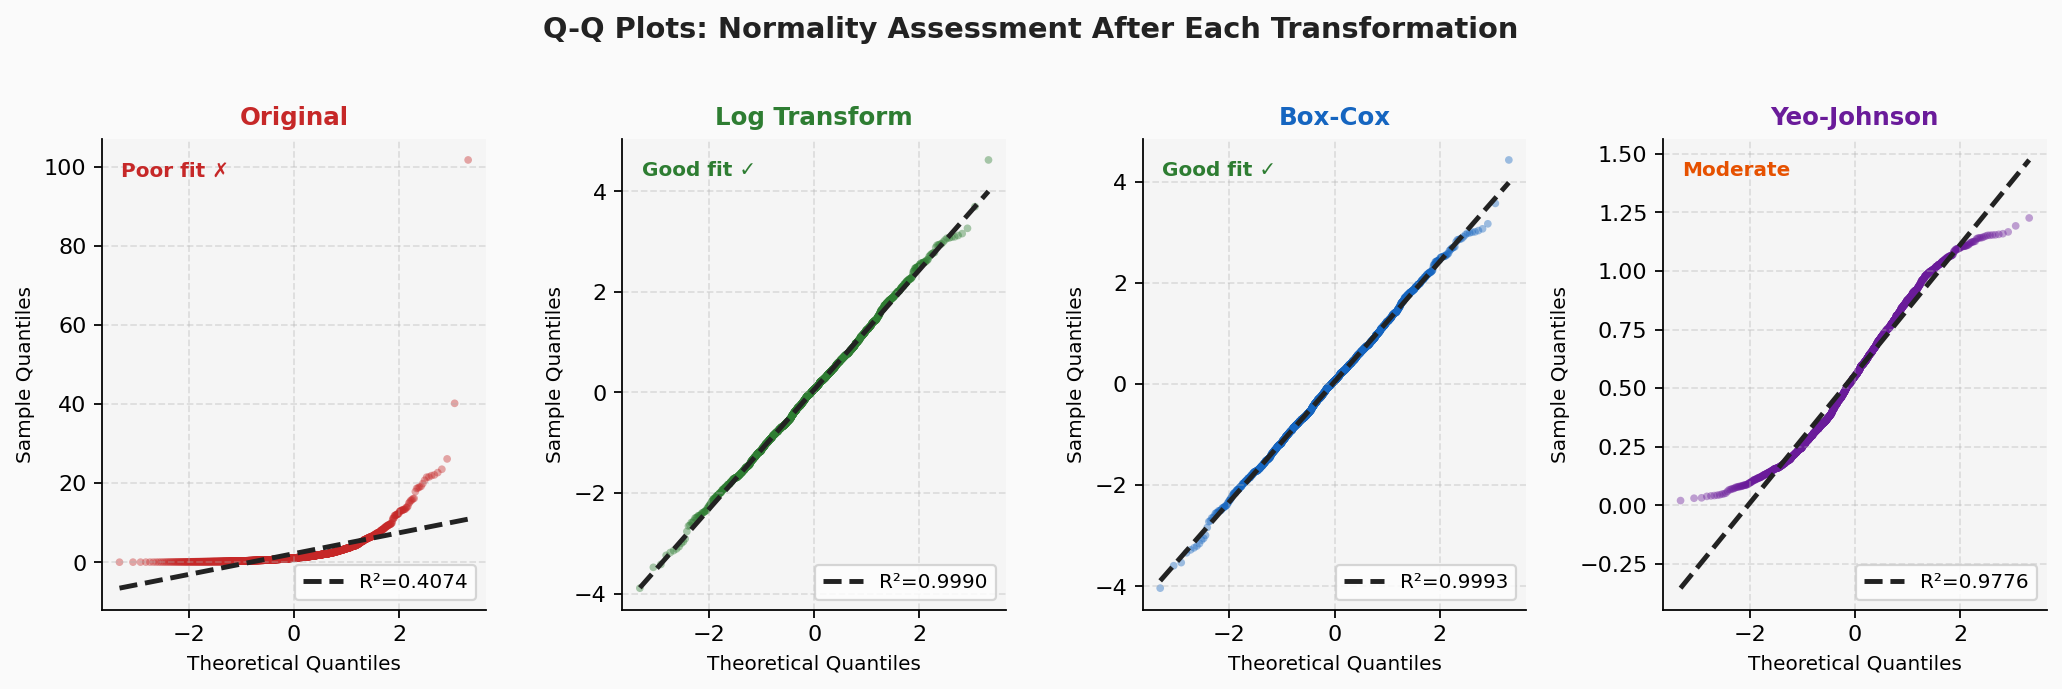 Q-Q Plots: Normality Assessment After Each Transformation
Original
Poor fit ✗
Sample Quantiles
100
80
60
40
20
0
−2
0
2
R²=0.4074
Theoretical Quantiles
Log Transform
Good fit ✓
Sample Quantiles
4
2
0
−2
−4
−2
0
2
R²=0.9990
Theoretical Quantiles
Box-Cox
Good fit ✓
Sample Quantiles
4
2
0
−2
−4
−2
0
2
R²=0.9993
Theoretical Quantiles
Yeo-Johnson
Moderate
Sample Quantiles
1.50
1.25
1.00
0.75
0.50
0.25
0.00
−0.25
−2
0
2
R²=0.9776
Theoretical Quantiles